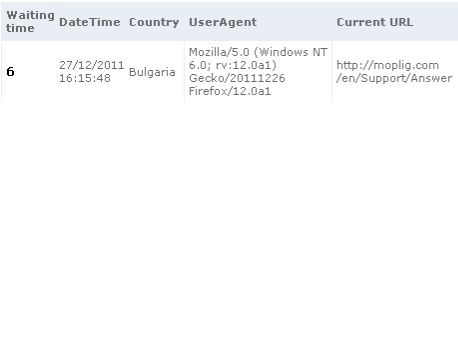 Waiting time DateTime Country UserAgent Current URL
6 27/12/2011 16:15:48 Bulgaria Mozilla/5.0 (Windows NT 6.0; rv:12.0a1) Gecko/20111226 Firefox/12.0a1 http://moplig.com/en/Support/Answer